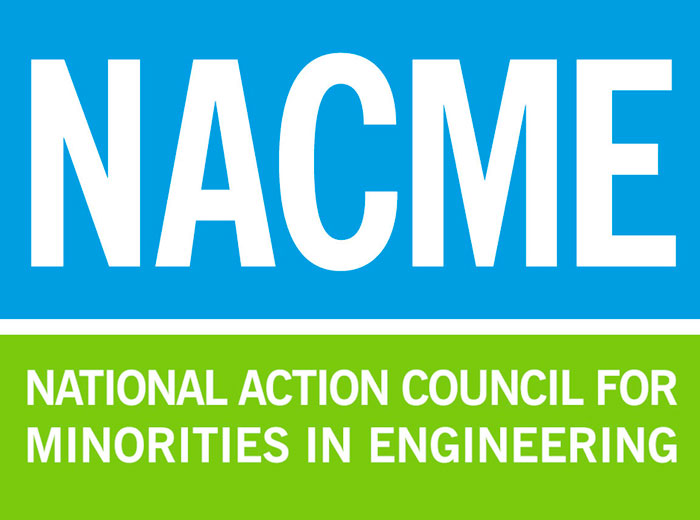 NACME
NATIONAL ACTION COUNCIL FOR
MINORITIES IN ENGINEERING